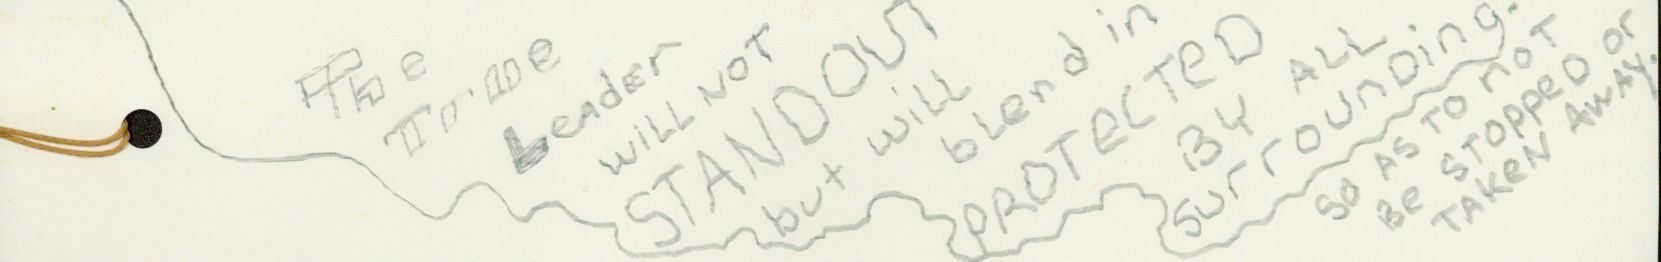 The
True
Leader
will not
STANDOUT
but will
blend in
PROTECTED
BY ALL
surrounding.
SO AS TO NOT
Be STOPPED or
TAKEN AWAY.